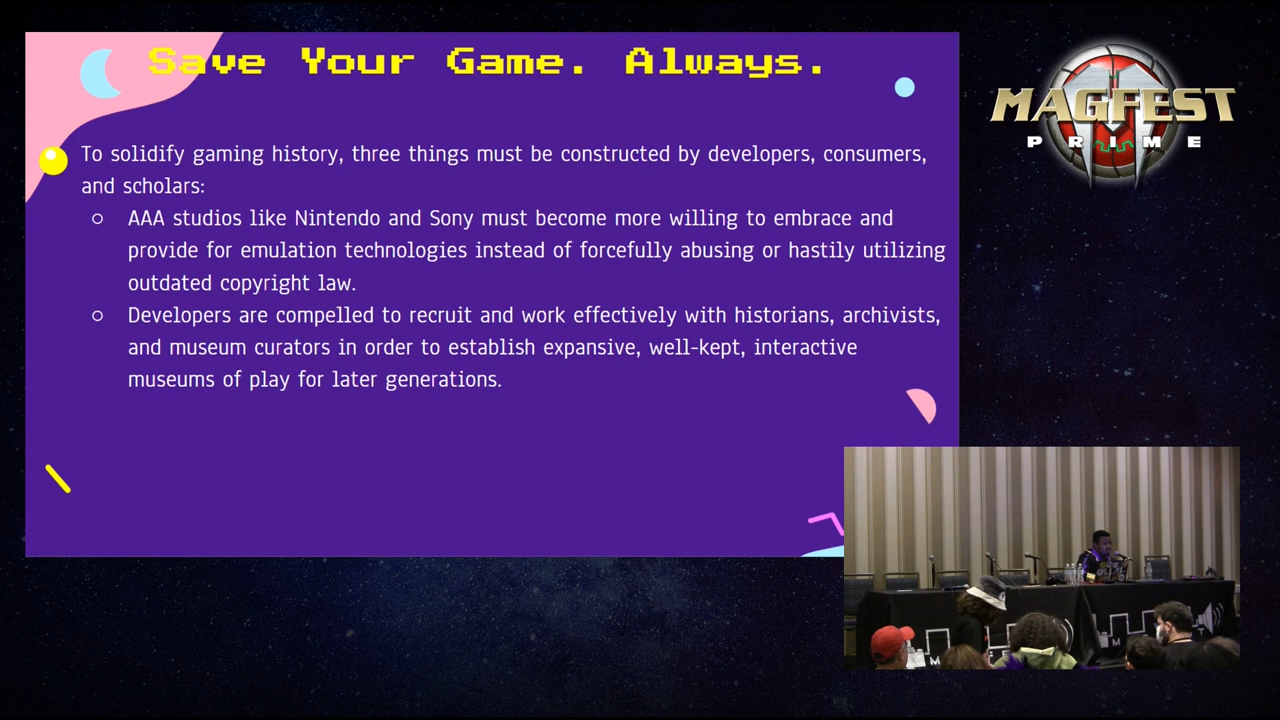 Save Your Game. Always.
To solidify gaming history, three things must be constructed by developers, consumers,
and scholars:
AAA studios like Nintendo and Sony must become more willing to embrace and
provide for emulation technologies instead of forcefully abusing or hastily utilizing
outdated copyright law.
Developers are compelled to recruit and work effectively with historians, archivists,
and museum curators in order to establish expansive, well-kept, interactive
museums of play for later generations.
MAGFEST
PRIME